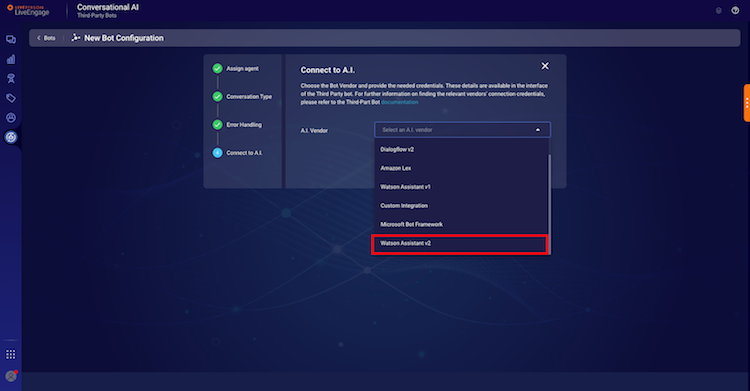 LIVEPERSON
LiveEngage
Conversational AI
Third-Party Bots
Bots
New Bot Configuration
Assign agent
Conversation Type
Error Handling
4
Connect to A.I.
Connect to A.I.
Choose the Bot Vendor and provide the needed credentials. These details are available in the interface
of the Third Party bot. For further information on finding the relevant vendors' connection credentials,
please refer to the Third-Part Bot documentation
A.I. Vendor
Select an A.I. vendor
Dialogflow v2
Amazon Lex
Watson Assistant v1
Custom Integration
Microsoft Bot Framework
Watson Assistant v2